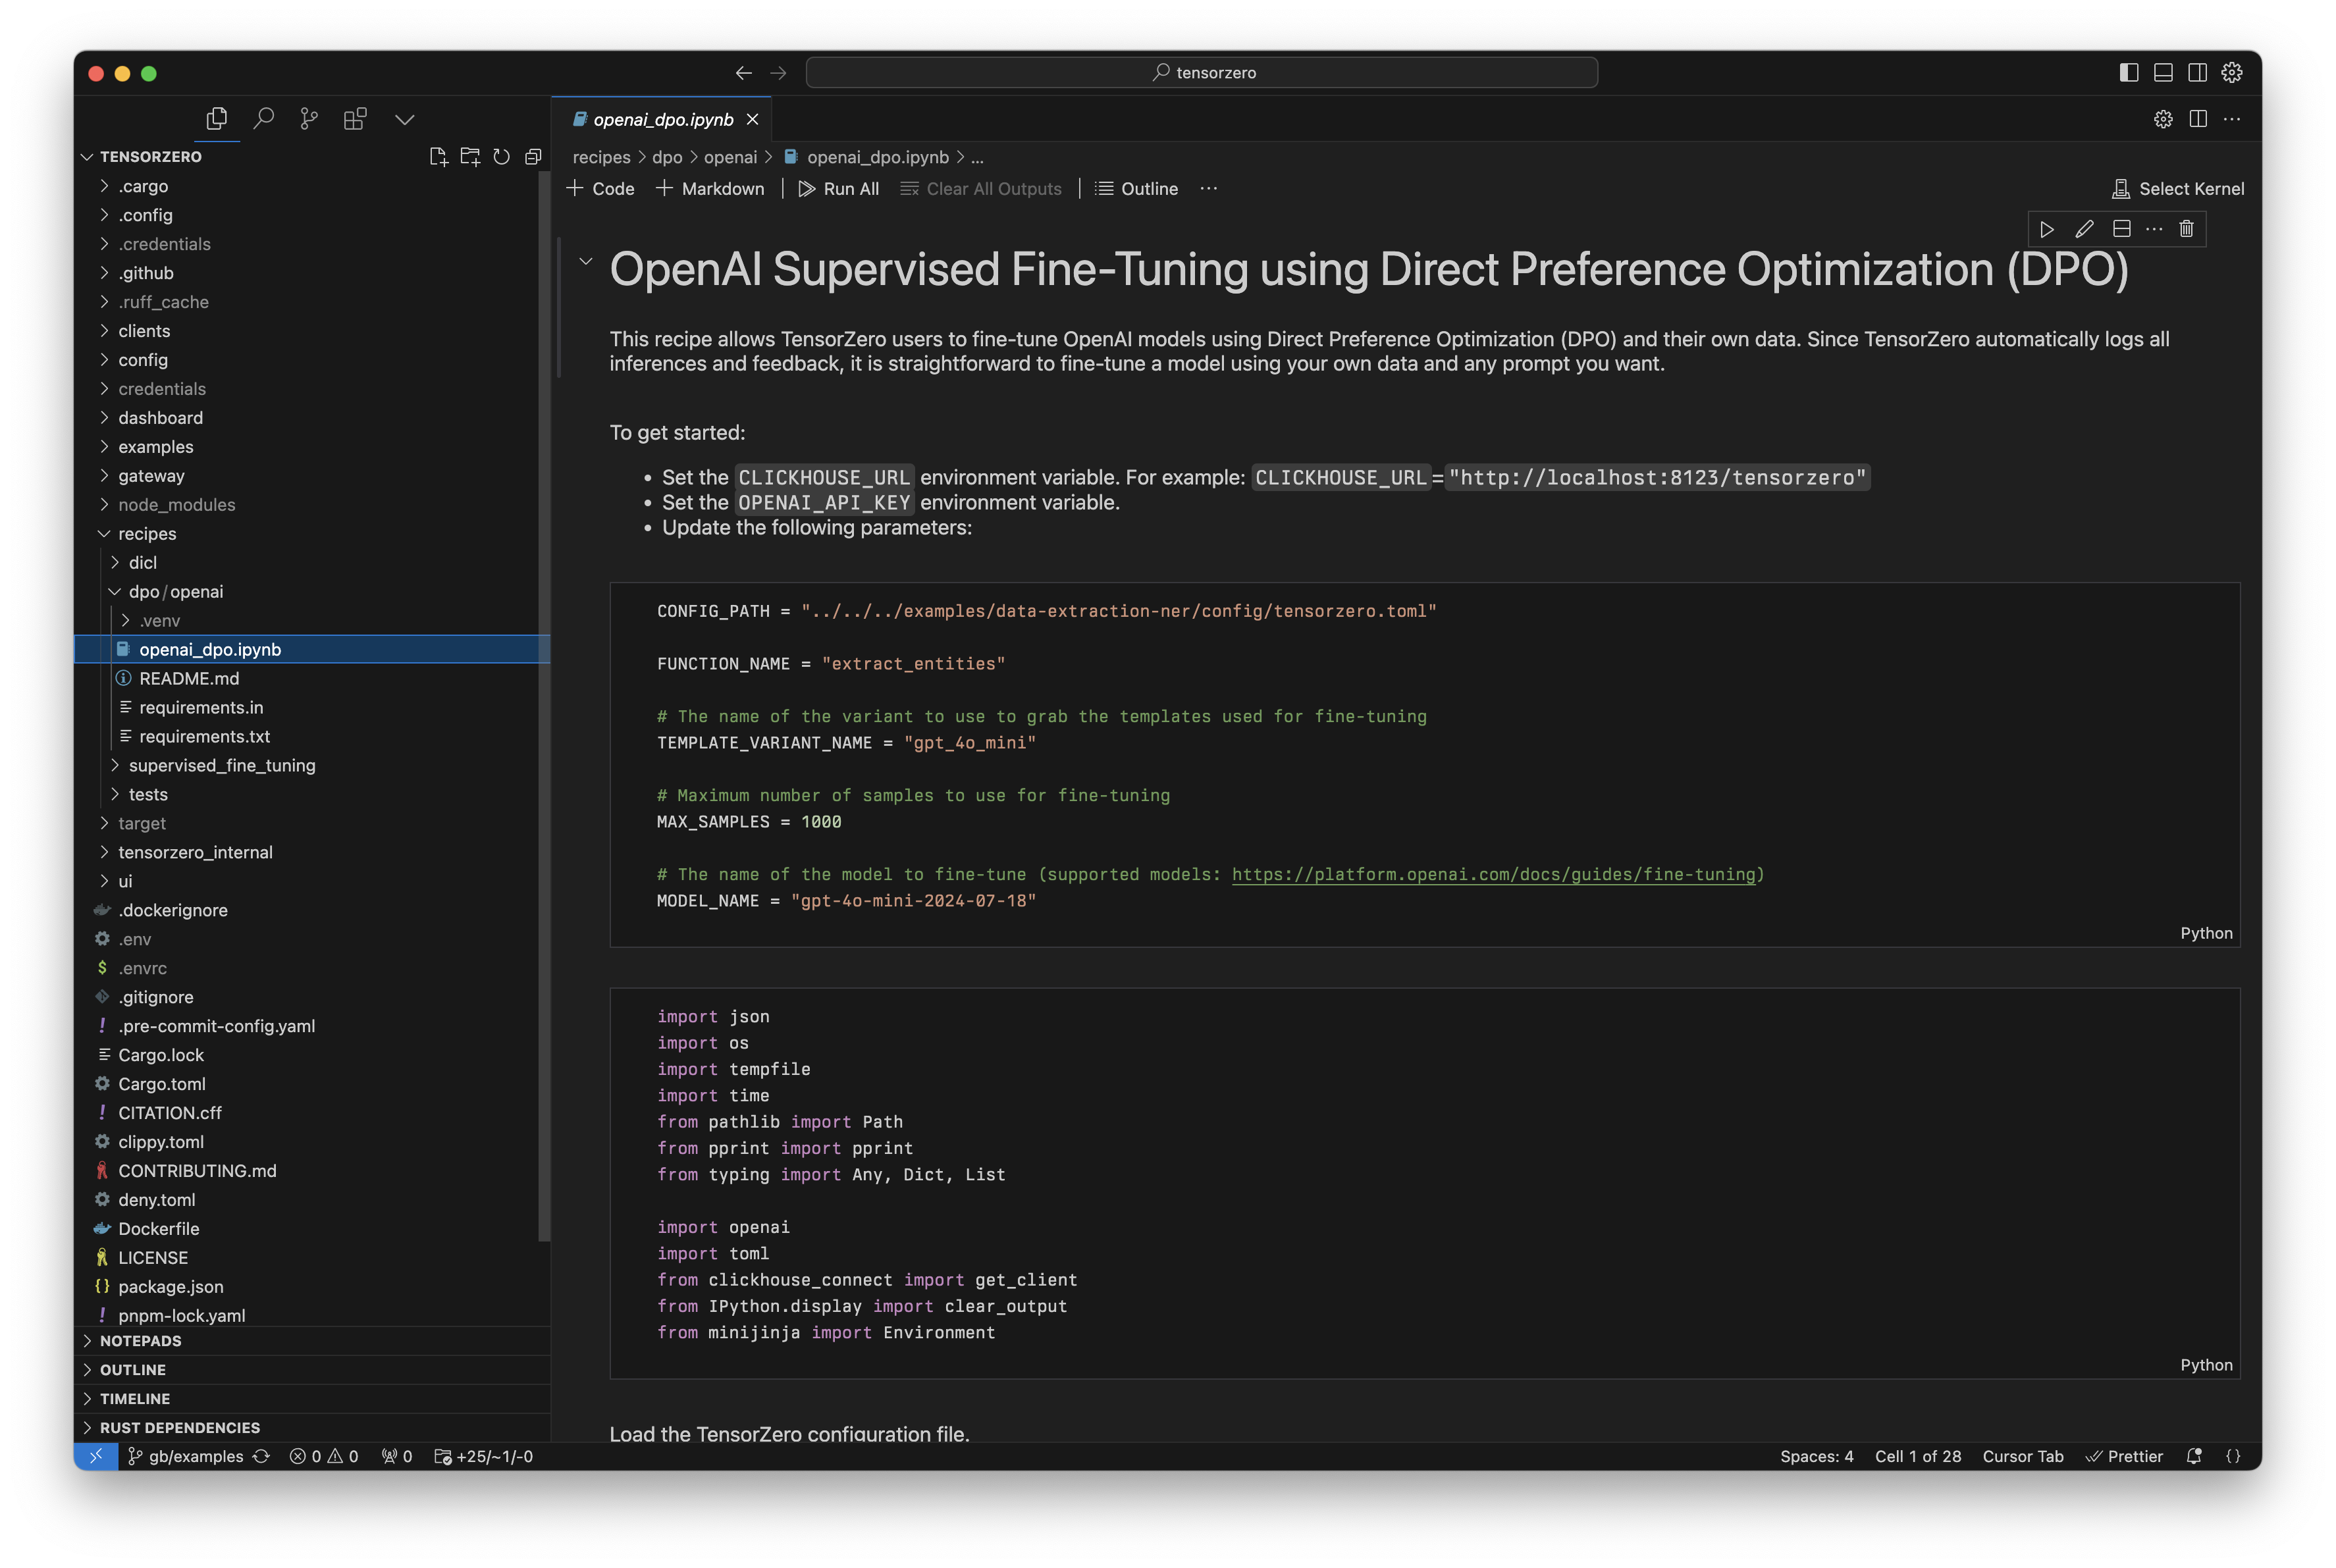 tensorzero
TENSORZERO
.cargo
.config
.credentials
.github
.ruff_cache
clients
config
credentials
dashboard
examples
gateway
node_modules
recipes
dicl
dpo/openai
.venv
openai_dpo.ipynb
README.md
requirements.in
requirements.txt
supervised_fine_tuning
tests
target
tensorzero_internal
ui
.dockerignore
.env
.envrc
.gitignore
.pre-commit-config.yaml
Cargo.lock
Cargo.toml
CITATION.cff
clippy.toml
CONTRIBUTING.md
deny.toml
Dockerfile
LICENSE
package.json
pnpm-lock.yaml
NOTEPADS
OUTLINE
TIMELINE
RUST DEPENDENCIES
openai_dpo.ipynb
recipes > dpo > openai > openai_dpo.ipynb > ...
+ Code + Markdown | Run All Clear All Outputs | Outline ... Select Kernel
OpenAI Supervised Fine-Tuning using Direct Preference Optimization (DPO)
This recipe allows TensorZero users to fine-tune OpenAI models using Direct Preference Optimization (DPO) and their own data. Since TensorZero automatically logs all
inferences and feedback, it is straightforward to fine-tune a model using your own data and any prompt you want.
To get started:
• Set the CLICKHOUSE_URL environment variable. For example: CLICKHOUSE_URL="http://localhost:8123/tensorzero"
• Set the OPENAI_API_KEY environment variable.
• Update the following parameters:
CONFIG_PATH = "../../../examples/data-extraction-ner/config/tensorzero.toml"
FUNCTION_NAME = "extract_entities"
# The name of the variant to use to grab the templates used for fine-tuning
TEMPLATE_VARIANT_NAME = "gpt_4o_mini"
# Maximum number of samples to use for fine-tuning
MAX_SAMPLES = 1000
# The name of the model to fine-tune (supported models: https://platform.openai.com/docs/guides/fine-tuning)
MODEL_NAME = "gpt-4o-mini-2024-07-18"
Python
import json
import os
import tempfile
import time
from pathlib import Path
from pprint import pprint
from typing import Any, Dict, List
import openai
import toml
from clickhouse_connect import get_client
from IPython.display import clear_output
from minijinja import Environment
Python
Load the TensorZero configuration file.
gb/examples 0 0 0 +25/~1/-0 Spaces: 4 Cell 1 of 28 Cursor Tab Prettier {}